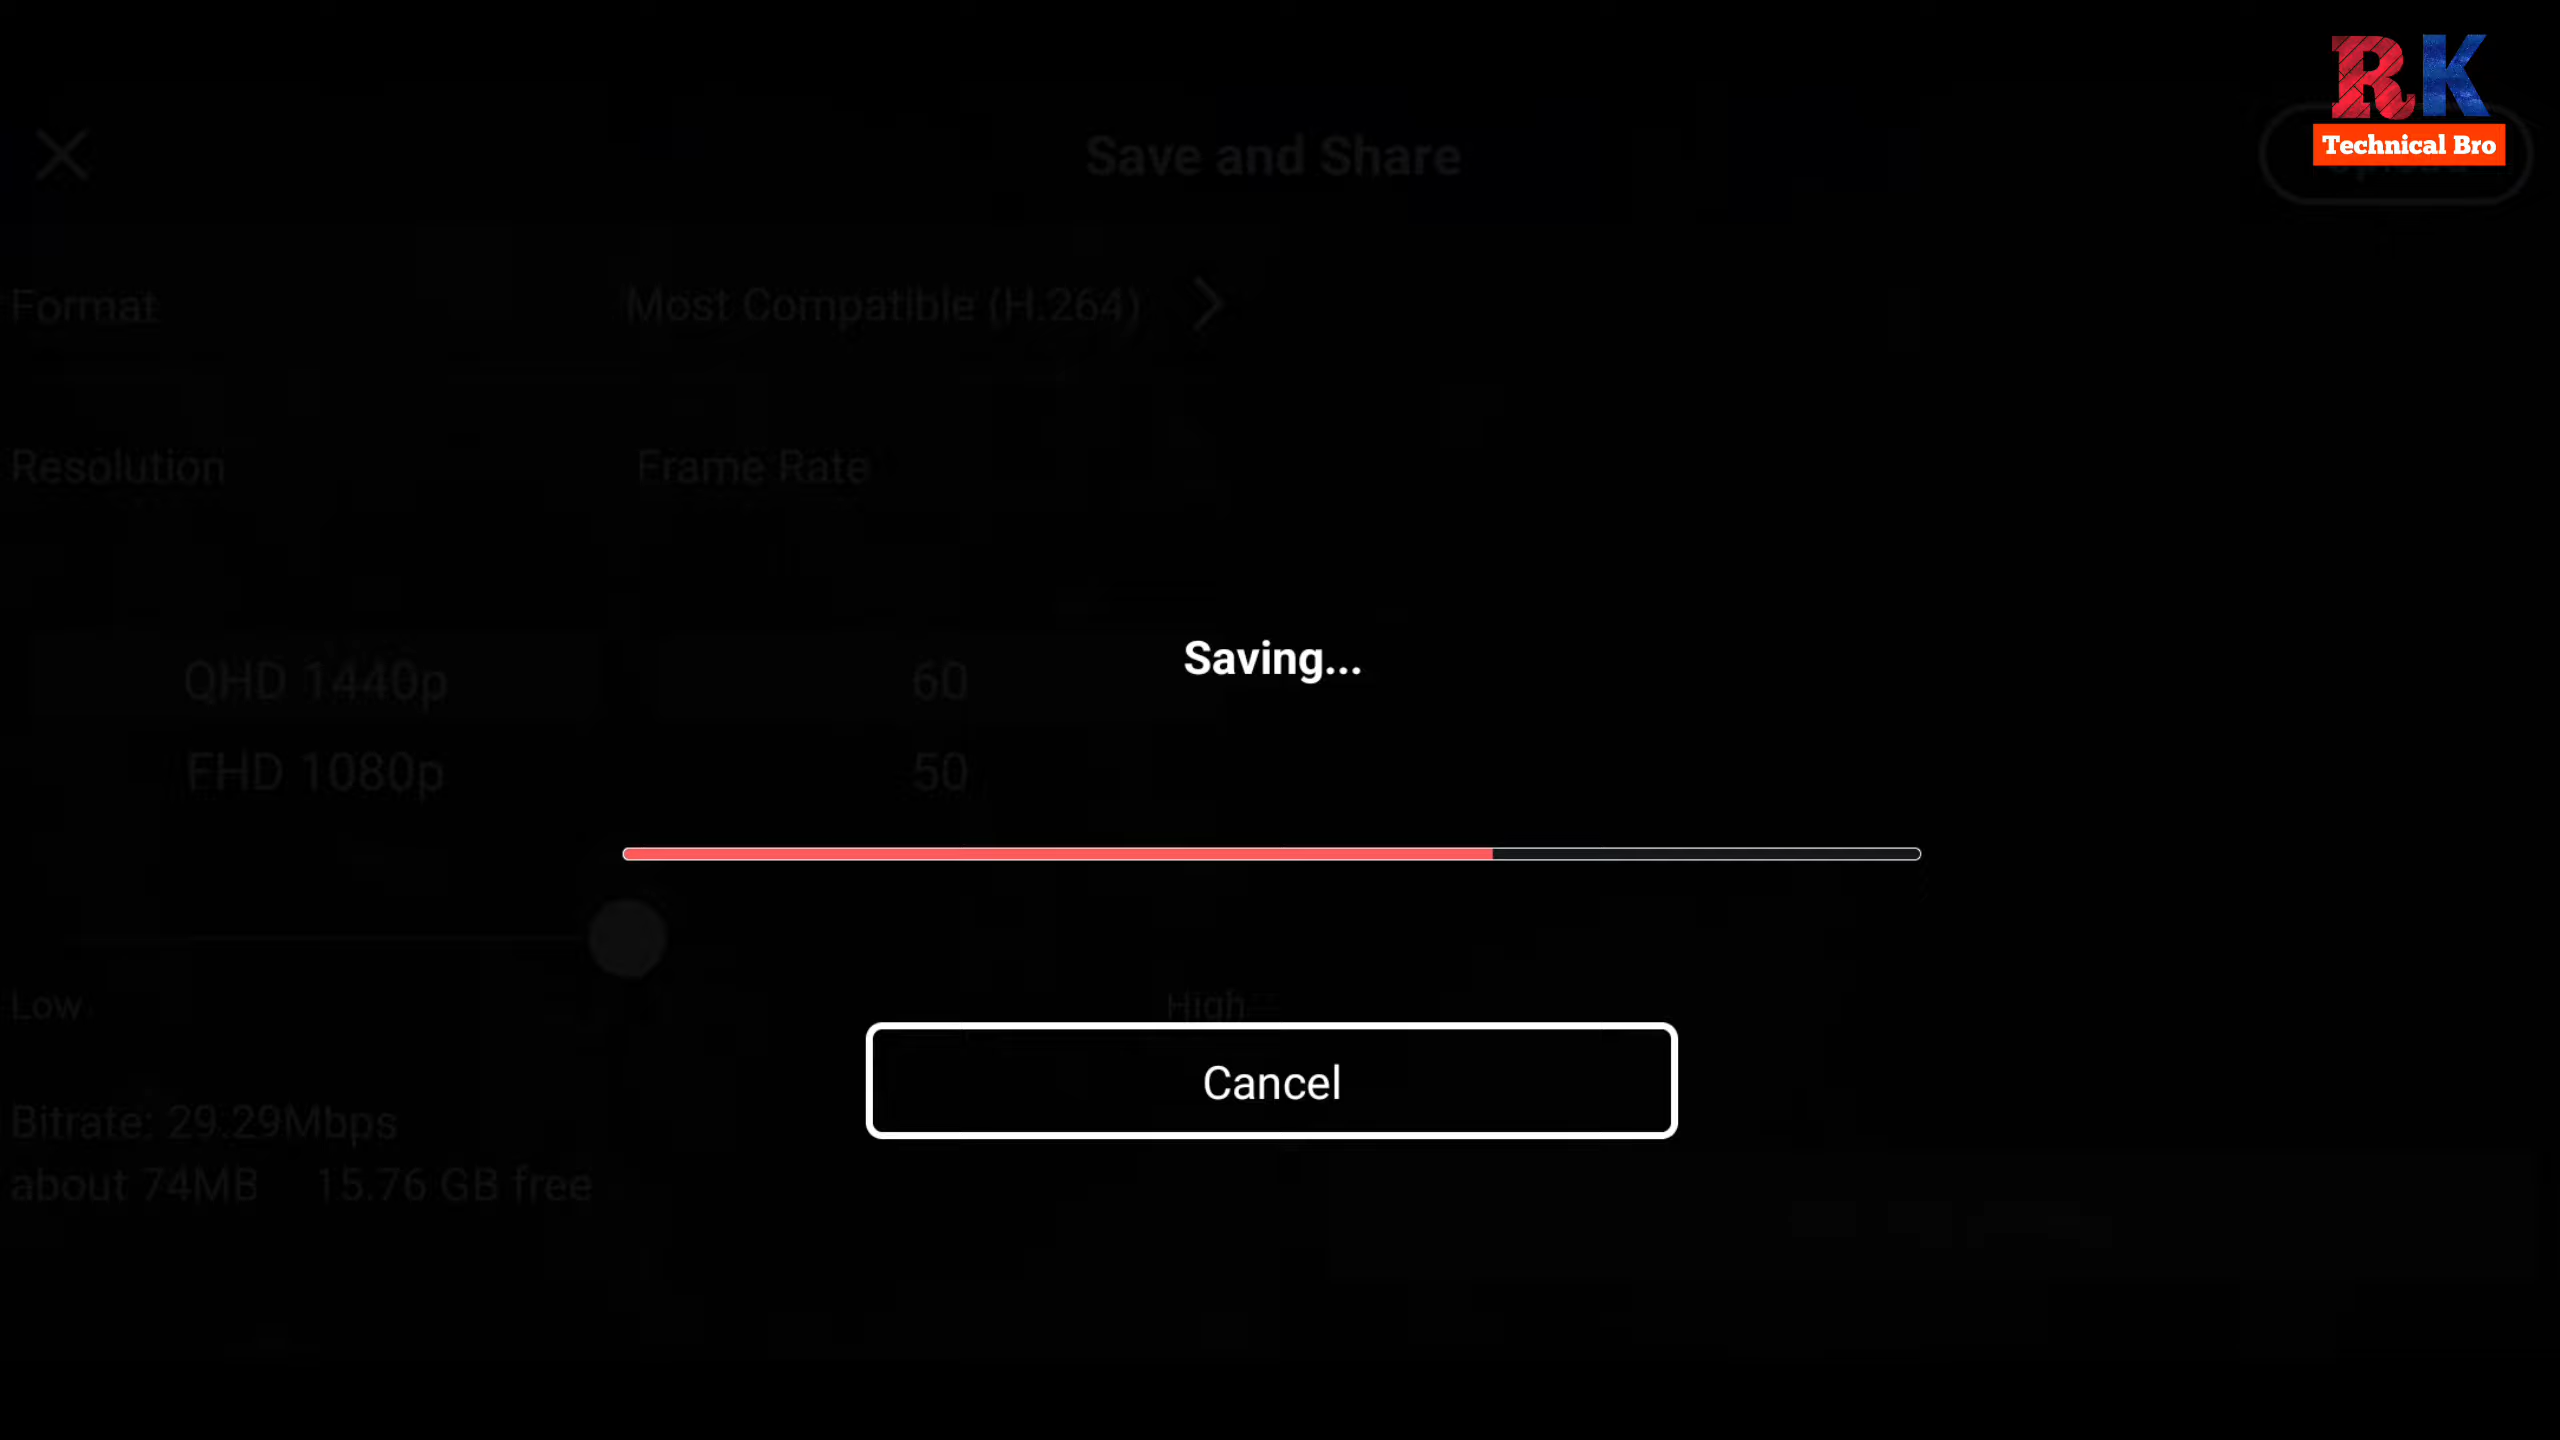 RK
Technical Bro
Save and Share
Format
Most Compatible (H.264)
Resolution
Frame Rate
Saving...
QHD 1440p
60
FHD 1080p
50
Low
High
Cancel
Bitrate: 29.29Mbps
about 74MB 15.76 GB free